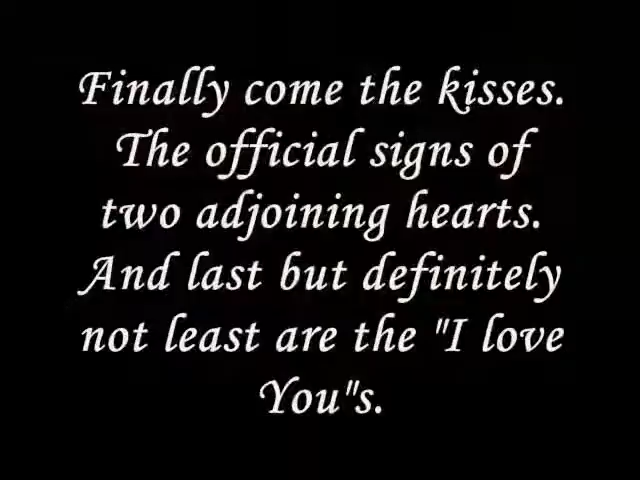 Finally come the kisses.
The official signs of
two adjoining hearts.
And last but definitely
not least are the "I love
You"s.